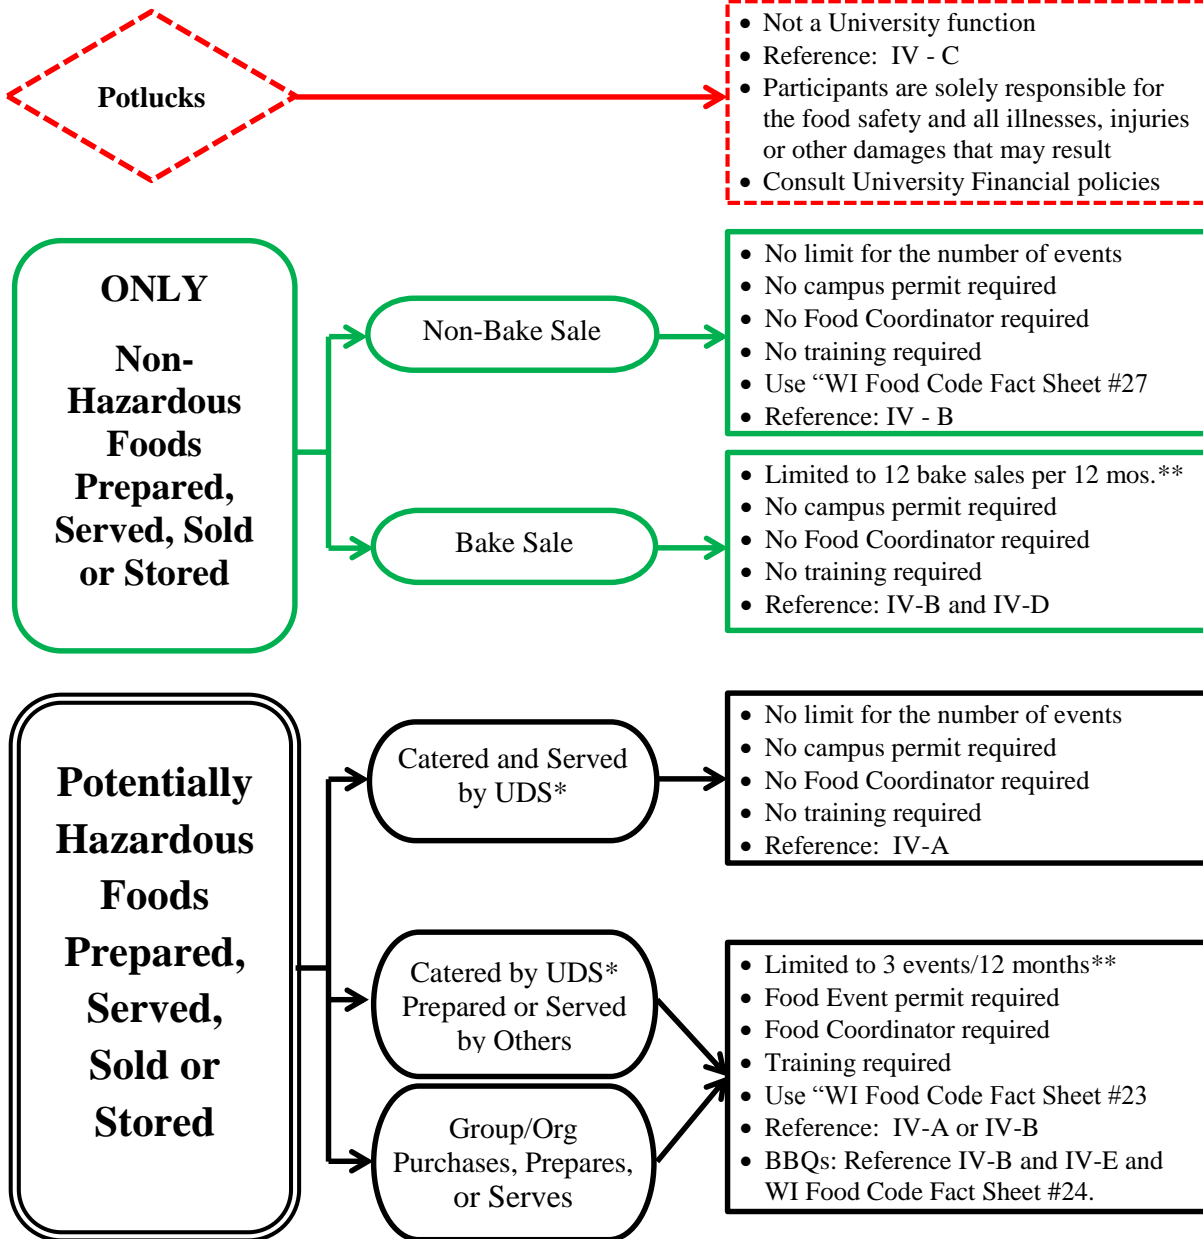 Potlucks
• Not a University function
• Reference:  IV - C
• Participants are solely responsible for
the food safety and all illnesses, injuries
or other damages that may result
• Consult University Financial policies
ONLY
Non-
Hazardous
Foods
Prepared,
Served, Sold
or Stored
Non-Bake Sale
• No limit for the number of events
• No campus permit required
• No Food Coordinator required
• No training required
• Use “WI Food Code Fact Sheet #27
• Reference: IV - B
Bake Sale
• Limited to 12 bake sales per 12 mos.**
• No campus permit required
• No Food Coordinator required
• No training required
• Reference: IV-B and IV-D
Potentially
Hazardous
Foods
Prepared,
Served,
Sold or
Stored
Catered and Served
by UDS*
• No limit for the number of events
• No campus permit required
• No Food Coordinator required
• No training required
• Reference:  IV-A
Catered by UDS*
Prepared or Served
by Others
Group/Org
Purchases, Prepares,
or Serves
• Limited to 3 events/12 months**
• Food Event permit required
• Food Coordinator required
• Training required
• Use “WI Food Code Fact Sheet #23
• Reference:  IV-A or IV-B
• BBQs: Reference IV-B and IV-E and
WI Food Code Fact Sheet #24.